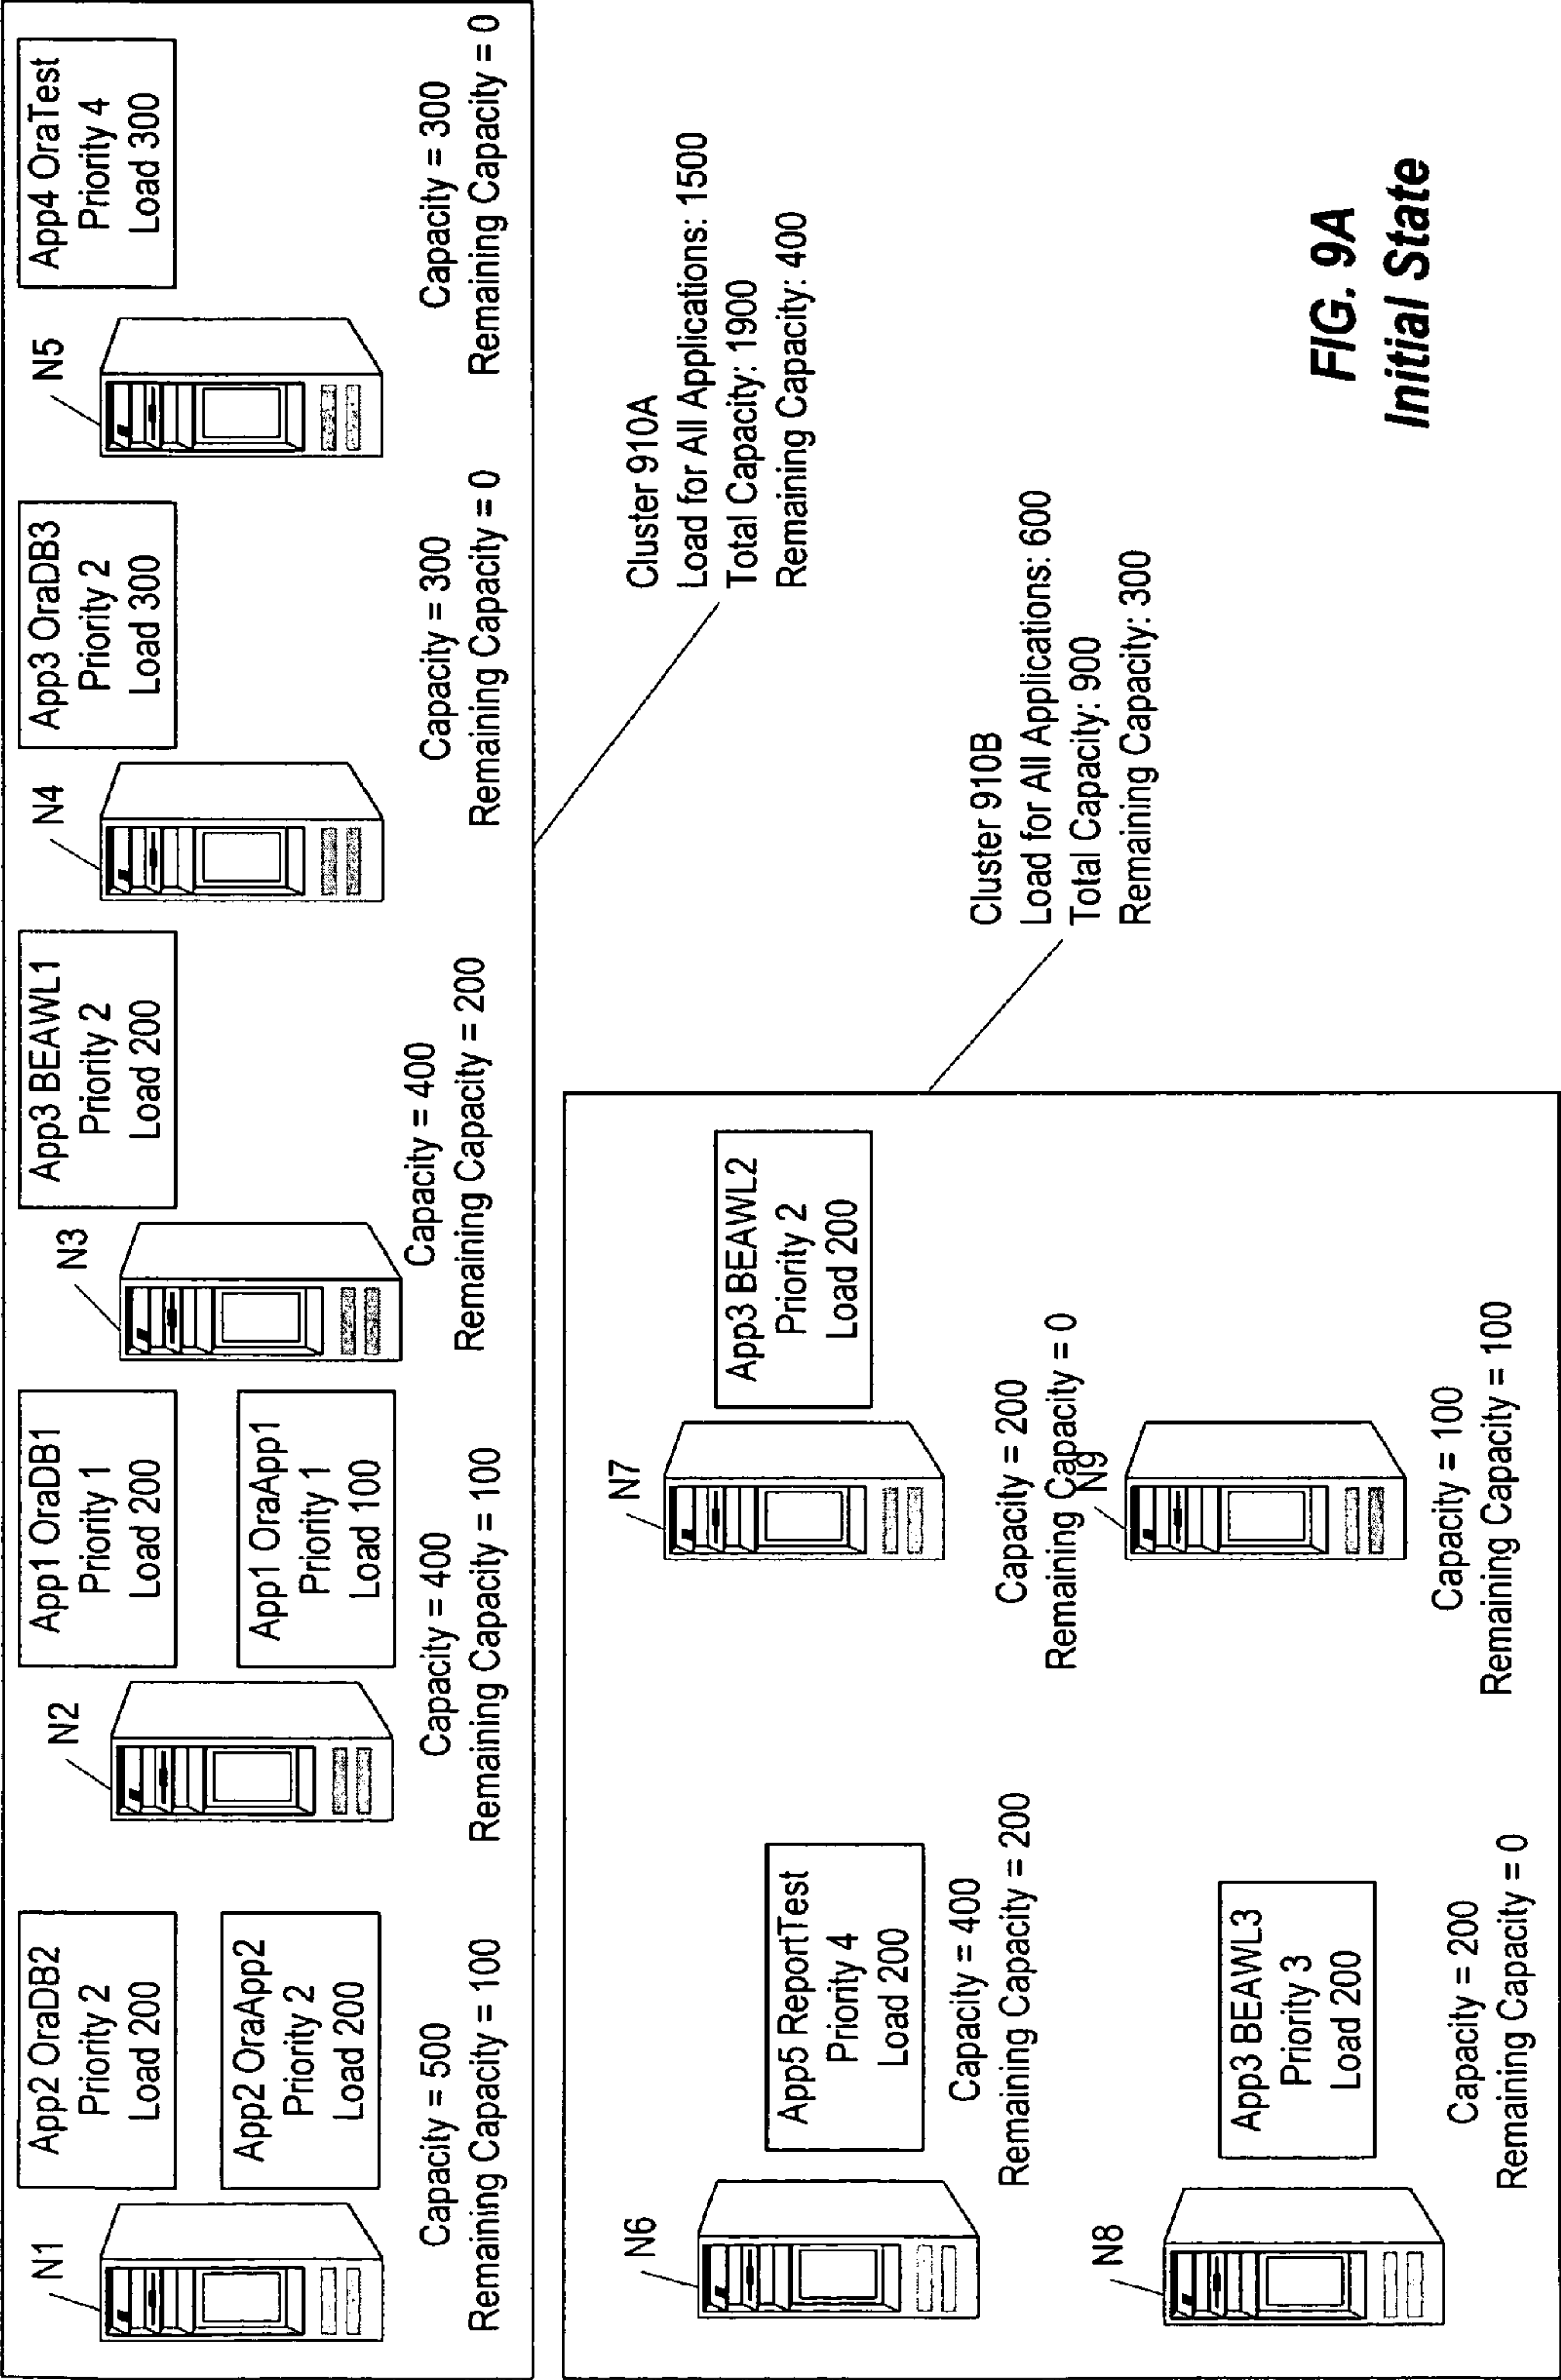 N1
App2 OraDB2
Priority 2
Load 200
App2 OraApp2
Priority 2
Load 200
Capacity = 500
Remaining Capacity = 100
N2
App1 OraDB1
Priority 1
Load 200
App1 OraApp1
Priority 1
Load 100
Capacity = 400
Remaining Capacity = 100
N3
App3 BEAWL1
Priority 2
Load 200
Capacity = 400
Remaining Capacity = 200
N4
App3 OraDB3
Priority 2
Load 300
Capacity = 300
Remaining Capacity = 0
N5
App4 OraTest
Priority 4
Load 300
Capacity = 300
Remaining Capacity = 0
Cluster 910A
Load for All Applications: 1500
Total Capacity: 1900
Remaining Capacity: 400
N6
App5 ReportTest
Priority 4
Load 200
Capacity = 400
Remaining Capacity = 200
N7
App3 BEAWL2
Priority 2
Load 200
Capacity = 200
Remaining Capacity = 0
Cluster 910B
Load for All Applications: 600
Total Capacity: 900
Remaining Capacity: 300
N8
App3 BEAWL3
Priority 3
Load 200
Capacity = 200
Remaining Capacity = 0
N9
Capacity = 100
Remaining Capacity = 100
FIG. 9A
Initial State